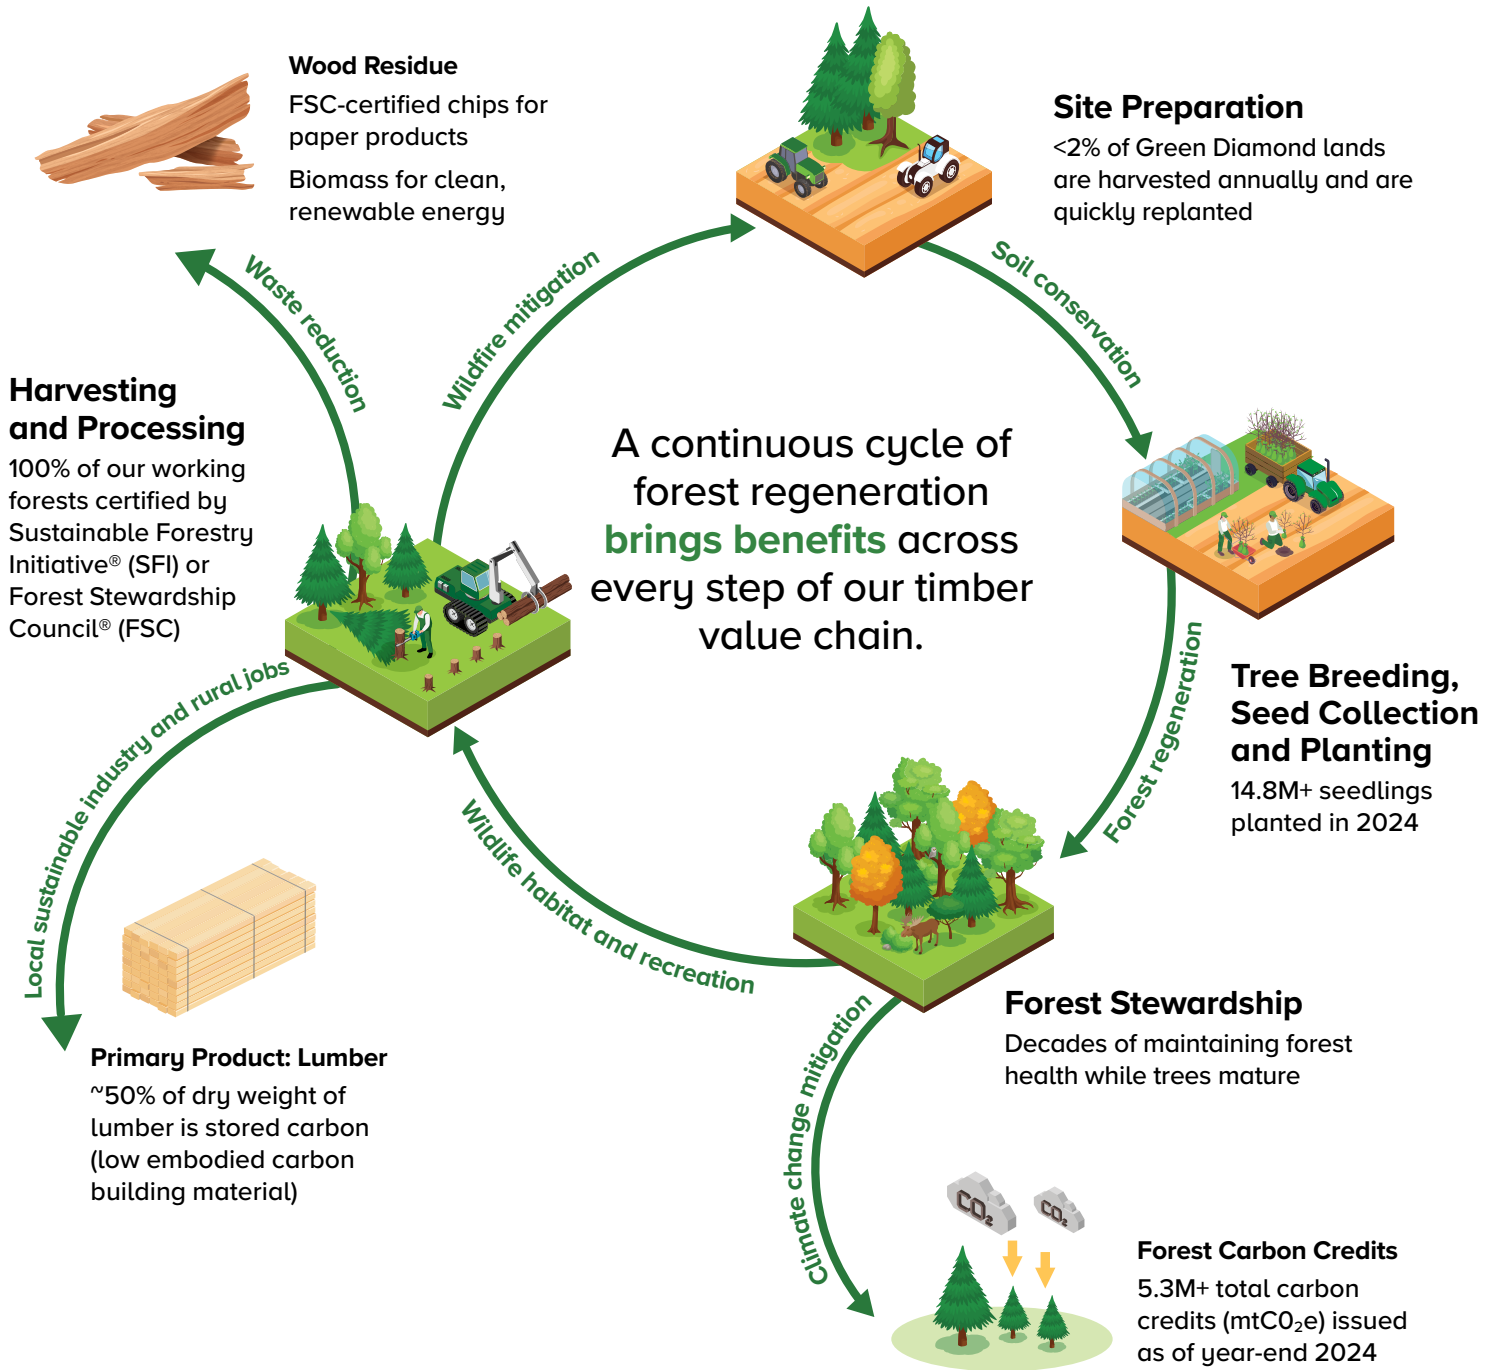 Wood Residue
FSC-certified chips for
paper products
Biomass for clean,
renewable energy
Site Preparation
<2% of Green Diamond lands
are harvested annually and are
quickly replanted
Waste reduction
Wildfire mitigation
Soil conservation
Harvesting
and Processing
100% of our working
forests certified by
Sustainable Forestry
Initiative® (SFI) or
Forest Stewardship
Council® (FSC)
A continuous cycle of
forest regeneration
brings benefits across
every step of our timber
value chain.
Forest regeneration
Tree Breeding,
Seed Collection
and Planting
14.8M+ seedlings
planted in 2024
Local sustainable industry and rural jobs
Wildlife habitat and recreation
Forest Stewardship
Decades of maintaining forest
health while trees mature
Primary Product: Lumber
~50% of dry weight of
lumber is stored carbon
(low embodied carbon
building material)
Climate change mitigation
CO₂
CO₂
Forest Carbon Credits
5.3M+ total carbon
credits (mtC0₂e) issued
as of year-end 2024